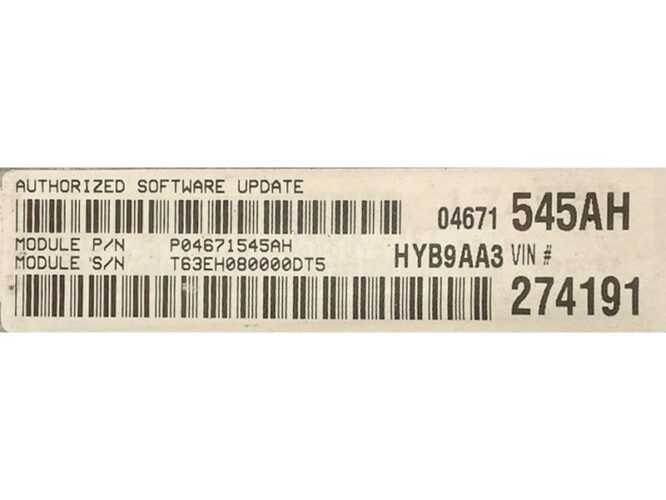 AUTHORIZED SOFTWARE UPDATE
04671 545AH
MODULE P/N P04671545AH
MODULE S/N T63EH080000DT5
HYB9AA3 VIN #
274191